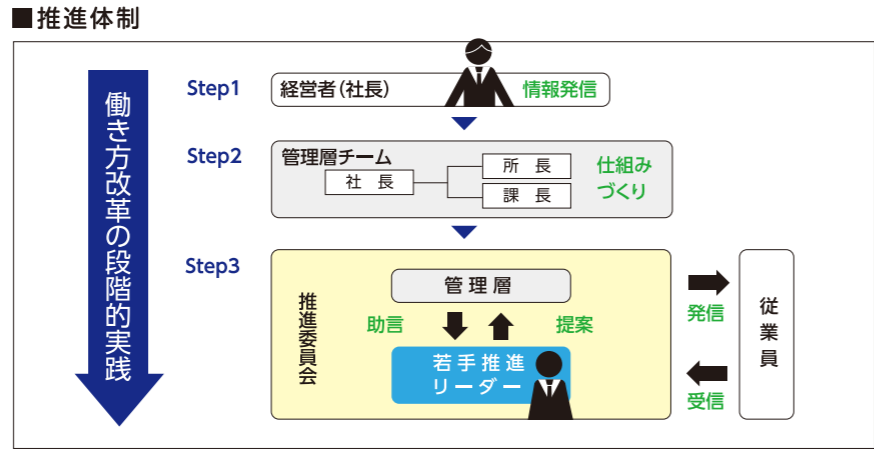 ■推進体制
働き方改革の段階的実践
Step1
経営者(社長)
情報発信
Step2
管理層チーム
社長
所長
課長
仕組み
づくり
Step3
推進委員会
管理層
助言
提案
若手推進
リーダー
発信
受信
従業員